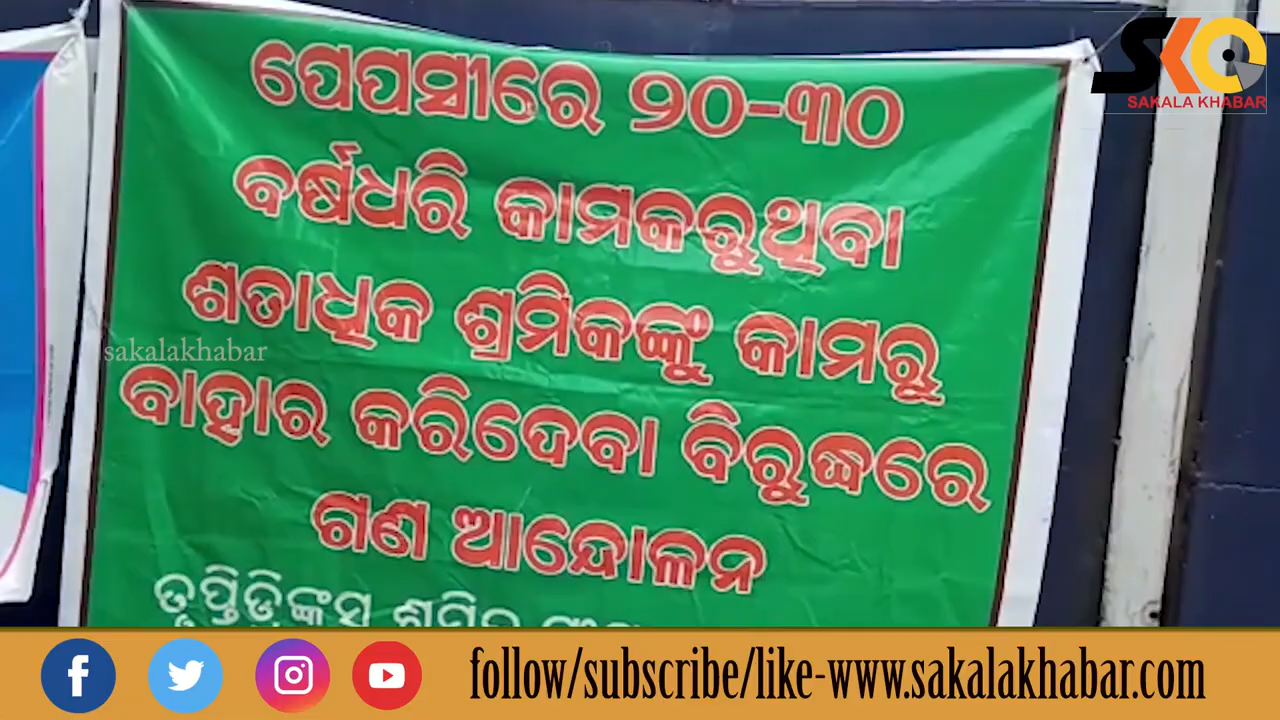 SAKALA KHABAR
ପେପସୀରେ ୨୦-୩୦
ବର୍ଷଧରି କାମକରୁଥିବା
ଶତାଧିକ ଶ୍ରମିକଙ୍କୁ କାମରୁ
sakalakhabar
ବାହାର କରିଦେବା ବିରୁଦ୍ଧରେ
ଗଣ ଆନ୍ଦୋଳନ
follow/subscribe/like-www.sakalakhabar.com